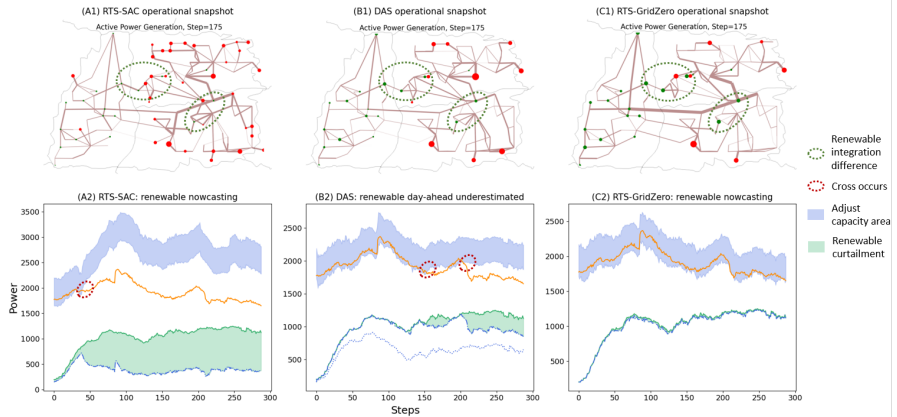 (A1) RTS-SAC operational snapshot
Active Power Generation, Step=175
(B1) DAS operational snapshot
Active Power Generation, Step=175
(C1) RTS-GridZero operational snapshot
Active Power Generation, Step=175
Renewable
integration
difference
Cross occurs
Adjust
capacity area
Renewable
curtailment
(A2) RTS-SAC: renewable nowcasting
3500
3000
2500
2000
1500
1000
500
0
0 50 100 150 200 250 300
Power
(B2) DAS: renewable day-ahead underestimated
2500
2000
1500
1000
500
0 50 100 150 200 250 300
Steps
(C2) RTS-GridZero: renewable nowcasting
2500
2000
1500
1000
500
0 50 100 150 200 250 300